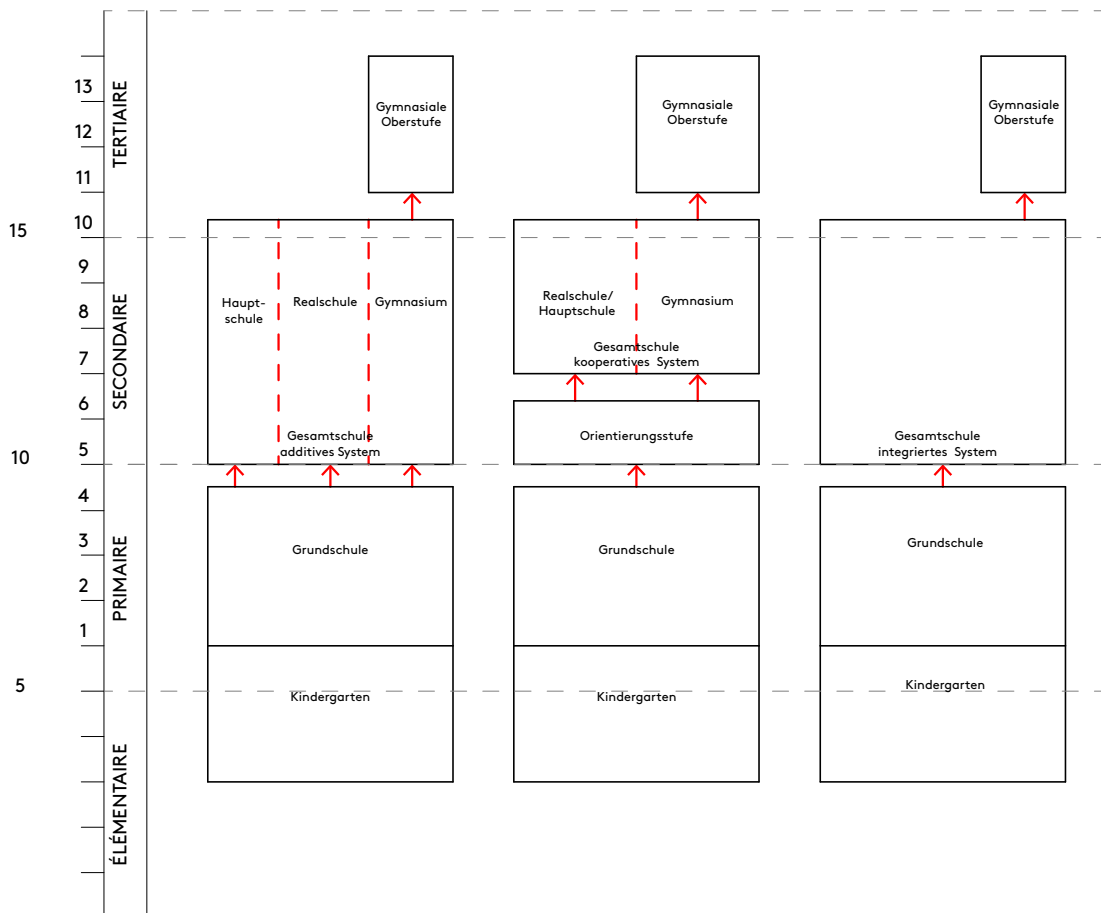 13
12
11
10
15
9
8
7
6
5
10
4
3
2
1
5
TERTIAIRE
SECONDAIRE
PRIMAIRE
ÉLÉMENTAIRE
Gymnasiale
Oberstufe
Haupt-
schule
Realschule
Gymnasium
Gesamtschule
additives System
Grundschule
Kindergarten
Gymnasiale
Oberstufe
Realschule/
Hauptschule
Gymnasium
Gesamtschule
kooperatives System
Orientierungsstufe
Grundschule
Kindergarten
Gymnasiale
Oberstufe
Gesamtschule
integriertes System
Grundschule
Kindergarten